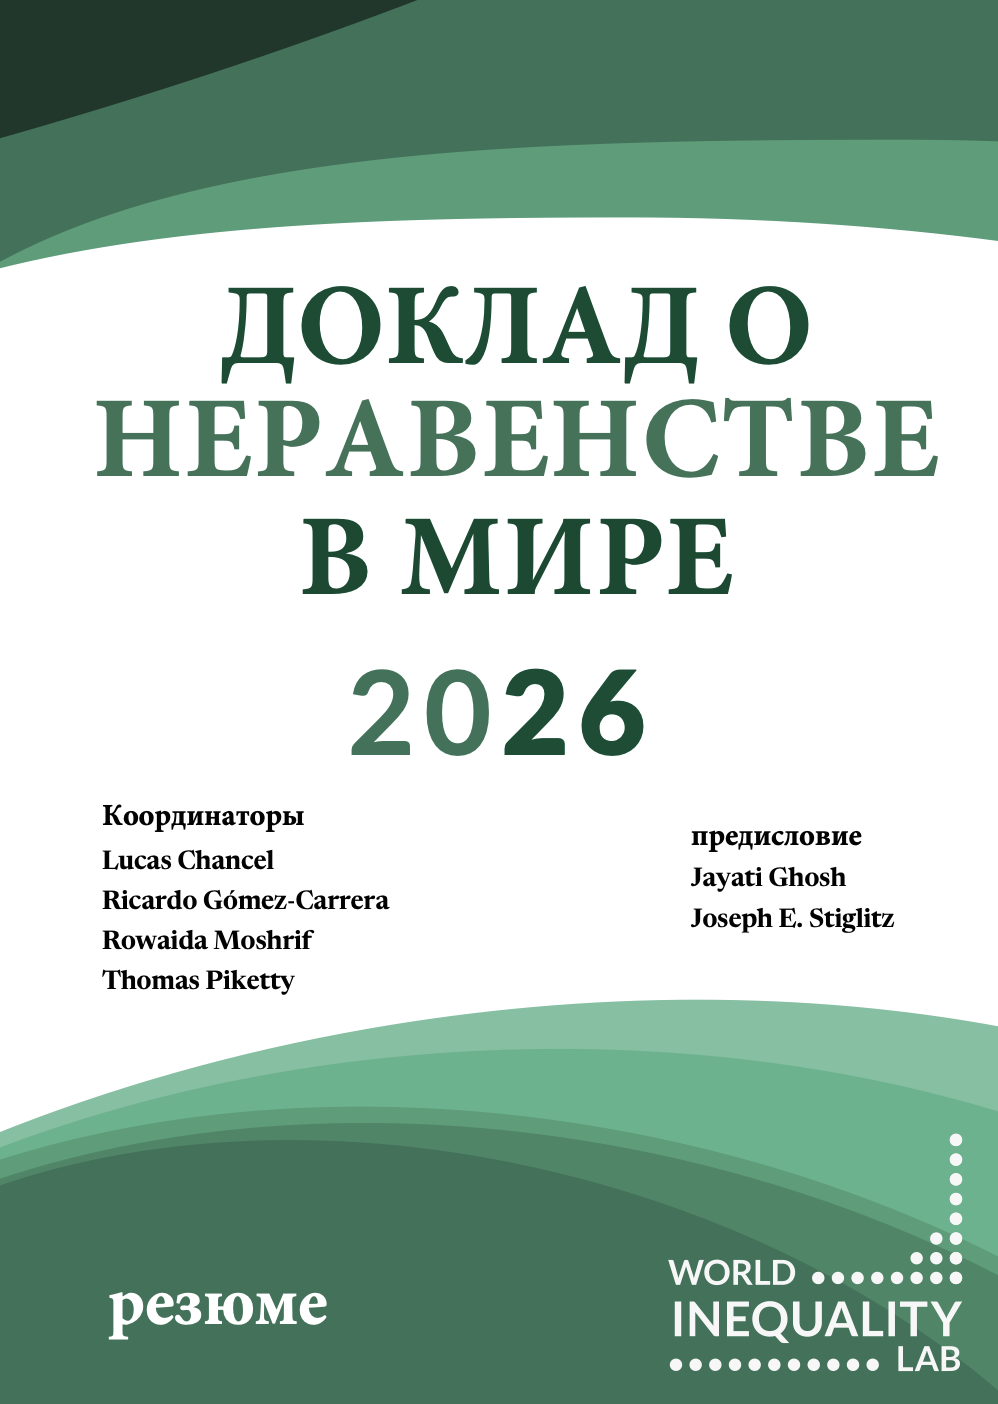 ДОКЛАД О
НЕРАВЕНСТВЕ
В МИРЕ
2026
Координаторы
Lucas Chancel
Ricardo Gómez-Carrera
Rowaida Moshrif
Thomas Piketty
предисловие
Jayati Ghosh
Joseph E. Stiglitz
резюме
WORLD
INEQUALITY
LAB